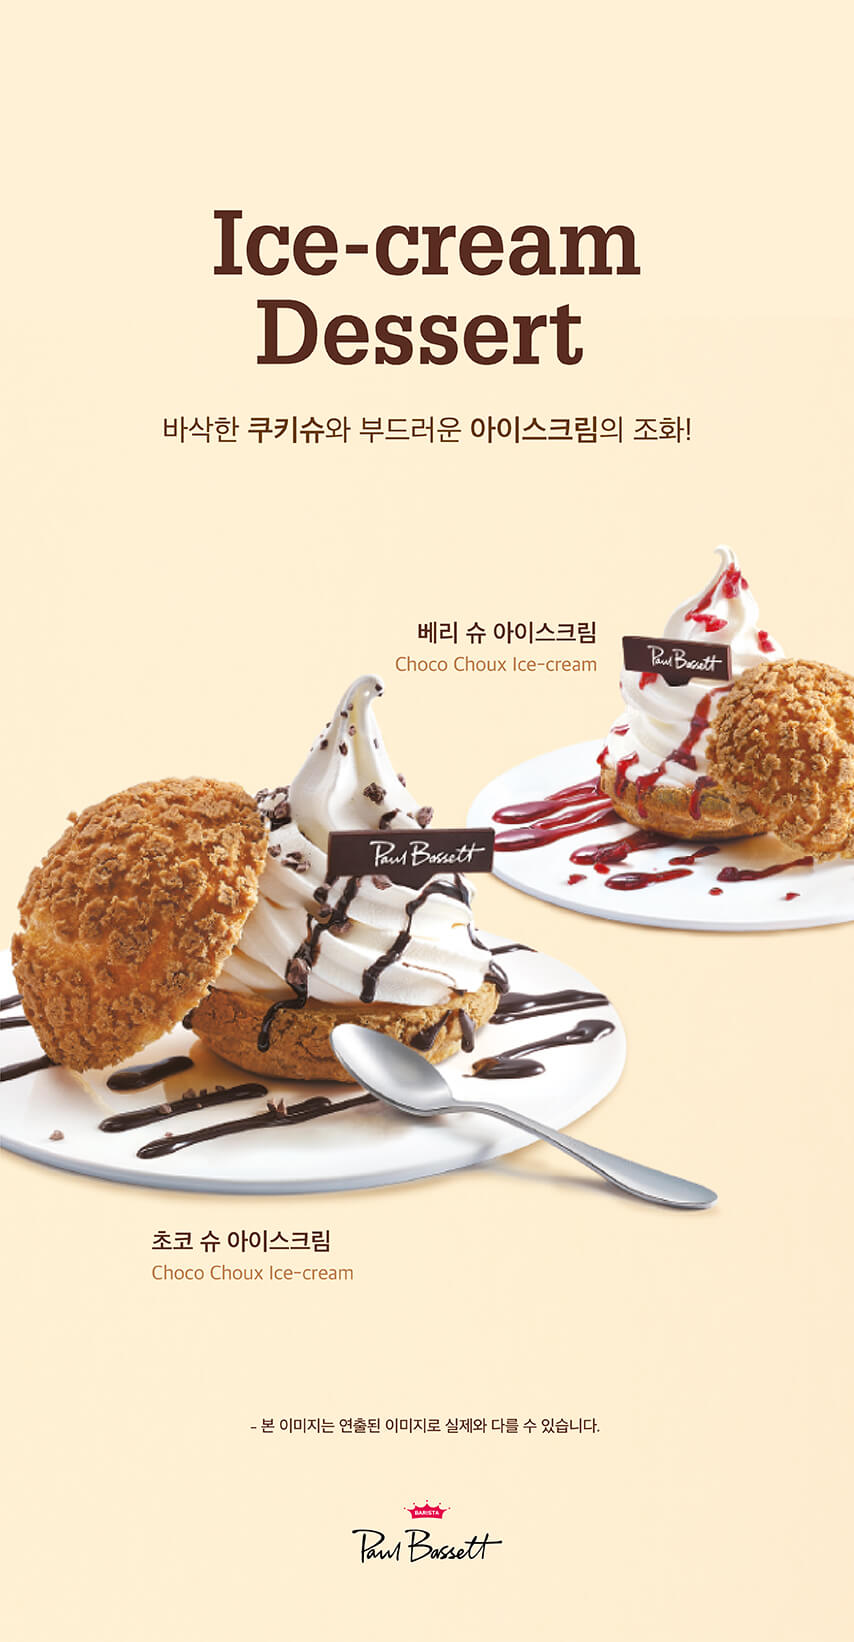 Ice-cream
Dessert
바삭한 쿠키슈와 부드러운 아이스크림의 조화!
베리 슈 아이스크림
Choco Choux Ice-cream
Paul Bassett
Paul Bassett
초코 슈 아이스크림
Choco Choux Ice-cream
- 본 이미지는 연출된 이미지로 실제와 다를 수 있습니다.
BARISTA
Paul Bassett